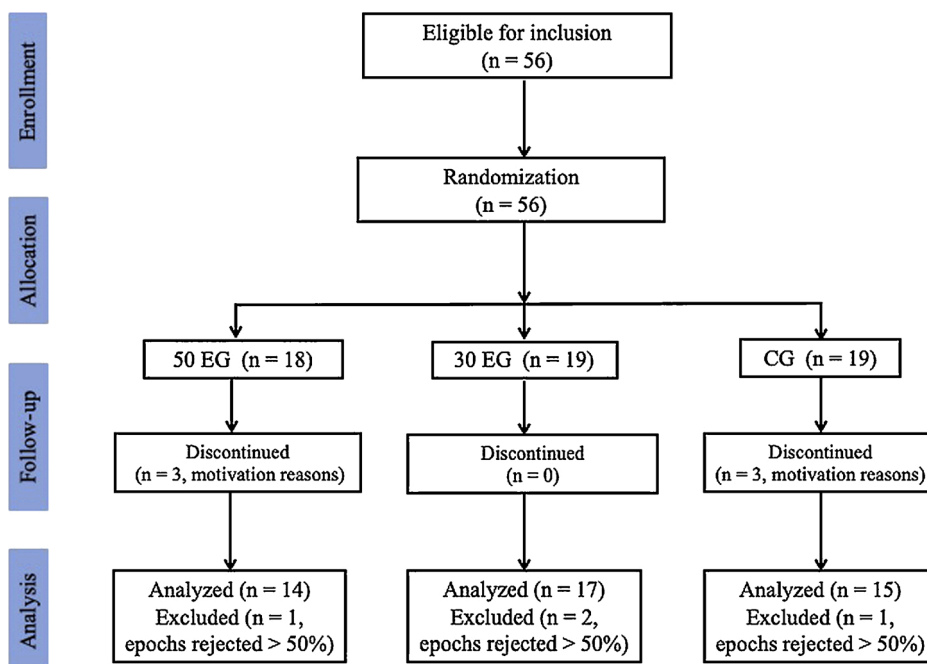 Enrollment
Eligible for inclusion
(n = 56)
Randomization
(n = 56)
Allocation
50 EG (n = 18)
30 EG (n = 19)
CG (n = 19)
Follow-up
Discontinued
(n = 3, motivation reasons)
Discontinued
(n = 0)
Discontinued
(n = 3, motivation reasons)
Analysis
Analyzed (n = 14)
Excluded (n = 1,
epochs rejected > 50%)
Analyzed (n = 17)
Excluded (n = 2,
epochs rejected > 50%)
Analyzed (n = 15)
Excluded (n = 1,
epochs rejected > 50%)